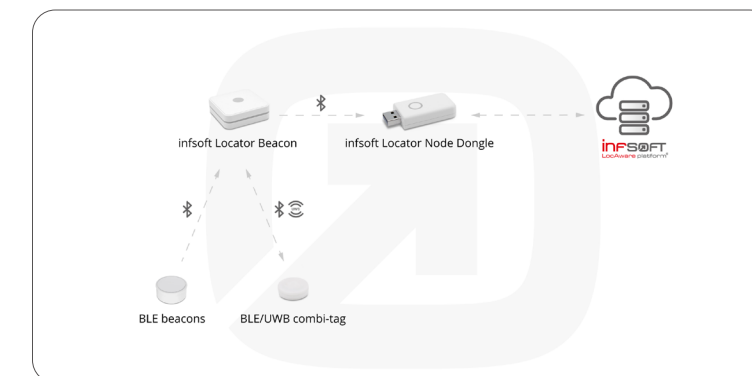 infsoft Locator Beacon
infsoft Locator Node Dongle
infsoft
LocAware platform®
BLE beacons
BLE/UWB combi-tag